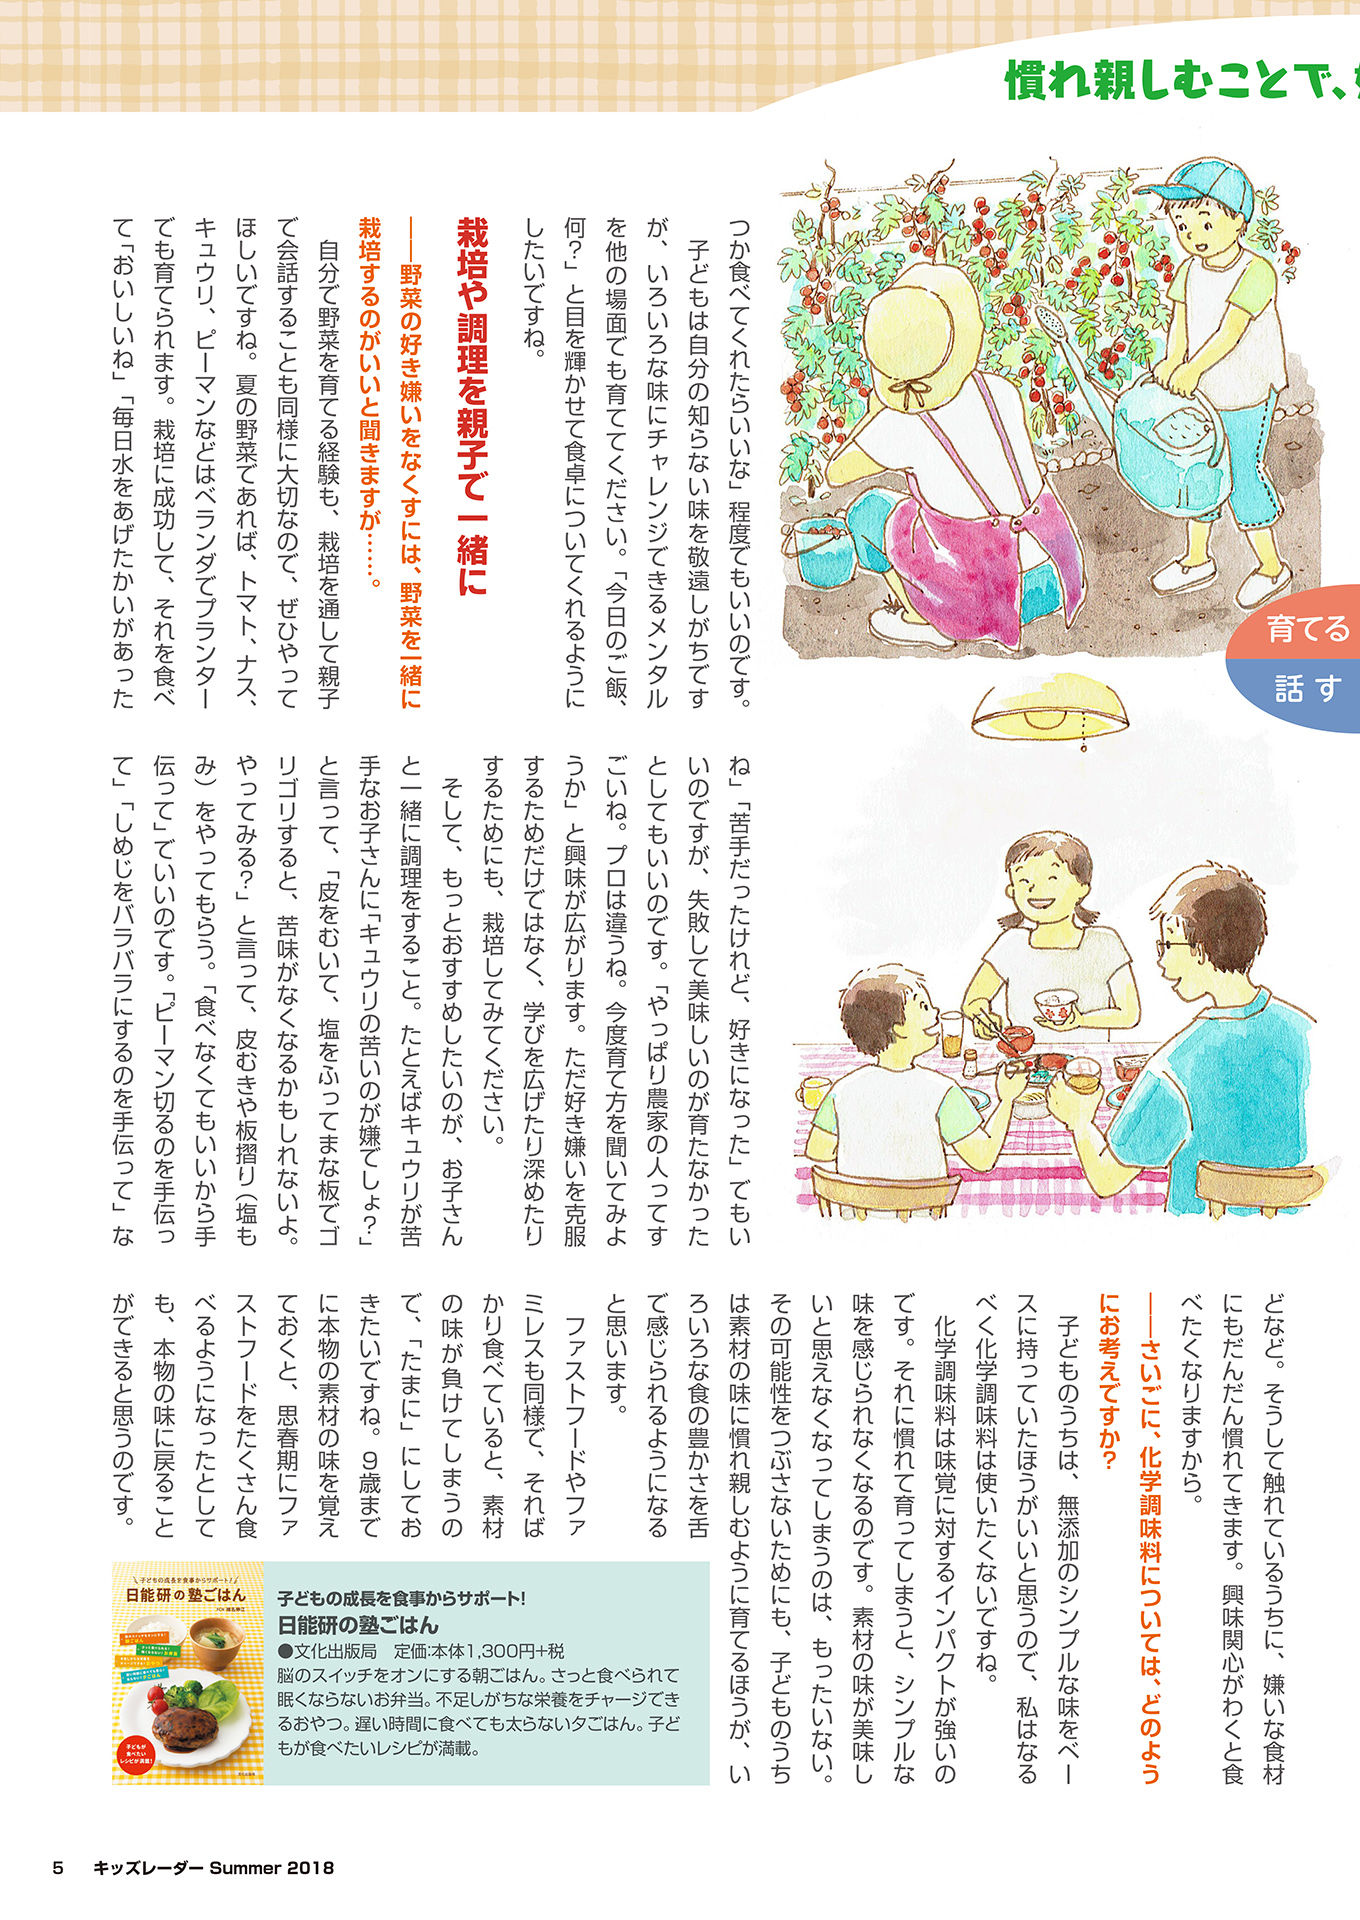 慣れ親しむことで、
つか食べてくれたらいいな」程度でもいいのです。
子どもは自分の知らない味を敬遠しがちです
が、いろいろな味にチャレンジできるメンタル
を他の場面でも育ててください。「今日のご飯、
何？」と目を輝かせて食卓についてくれるように
したいですね。
栽培や調理を親子で一緒に
――野菜の好き嫌いをなくすには、野菜を一緒に
栽培するのがいいと聞きますが……。
自分で野菜を育てる経験も、栽培を通して親子
で会話することも同様に大切なので、ぜひやって
ほしいですね。夏の野菜であれば、トマト、ナス、
キュウリ、ピーマンなどはベランダでプランター
でも育てられます。栽培に成功して、それを食べ
て「おいしいね」「毎日水をあげたかいがあった
育てる
話す
ね」「苦手だったけれど、好きになった」でもい
いのですが、失敗して美味しいのが育たなかった
としてもいいのです。「やっぱり農家の人ってす
ごいね。プロは違うね。今度育て方を聞いてみよ
うか」と興味が広がります。ただ好き嫌いを克服
するためだけではなく、学びを広げたり深めたり
するためにも、栽培してみてください。
そして、もっとおすすめしたいのが、お子さん
と一緒に調理をすること。たとえばキュウリが苦
手なお子さんに「キュウリの苦いのが嫌でしょ？」
と言って、「皮をむいて、塩をふってまな板でゴ
リゴリすると、苦味がなくなるかもしれないよ。
やってみる？」と言って、皮むきや板摺り（塩も
み）をやってもらう。「食べなくてもいいから手
伝って」でいいのです。「ピーマン切るのを手伝っ
て」「しめじをバラバラにするのを手伝って」な
どなど。そうして触れているうちに、嫌いな食材
にもだんだん慣れてきます。興味関心がわくと食
べたくなりますから。
――さいごに、化学調味料については、どのよう
にお考えですか？
子どものうちは、無添加のシンプルな味をベー
スに持っていたほうがいいと思うので、私はなる
べく化学調味料は使いたくないですね。
化学調味料は味覚に対するインパクトが強いの
です。それに慣れて育ってしまうと、シンプルな
味を感じられなくなるのです。素材の味が美味し
いと思えなくなってしまうのは、もったいない。
その可能性をつぶさないためにも、子どものうち
は素材の味に慣れ親しむように育てるほうが、い
ろいろな食の豊かさを舌
で感じられるようになる
と思います。
ファストフードやファ
ミレスも同様で、そればっ
かり食べていると、素材
の味が負けてしまうの
で、「たまに」にしてお
きたいですね。９歳まで
に本物の素材の味を覚え
ておくと、思春期にファ
ストフードをたくさん食
べるようになったとして
も、本物の味に戻ること
ができると思うのです。
子どもの成長を食事からサポート!
日能研の塾ごはん
子どもが
食べたい
レシピが満載!
子どもの成長を食事からサポート!
日能研の塾ごはん
●文化出版局　定価:本体1,300円+税
脳のスイッチをオンにする朝ごはん。さっと食べられて
眠くならないお弁当。不足しがちな栄養をチャージでき
るおやつ。遅い時間に食べても太らない夕ごはん。子ど
もが食べたいレシピが満載。
5　キッズレーダー Summer 2018